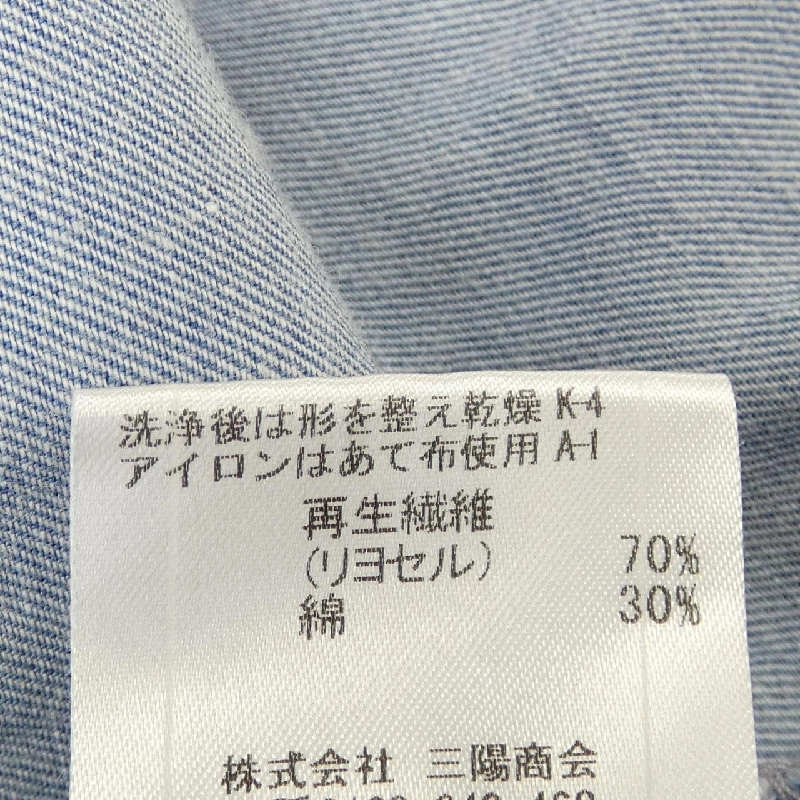 洗浄後は形を整え乾燥 K-4
アイロンはあて布使用 A-1
再生繊維
(リヨセル) 70%
綿 30%
株式会社 三陽商会